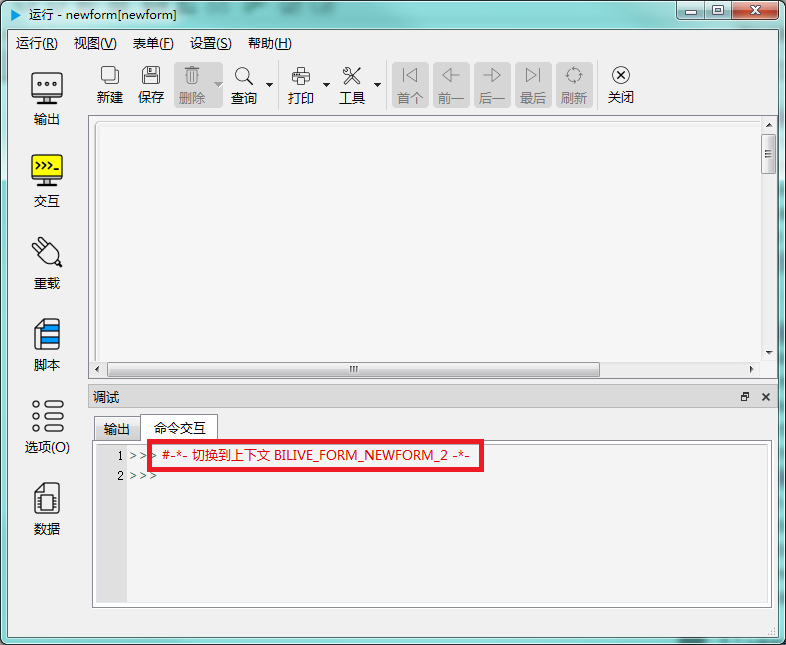 运行 - newform[newform]
运行(R) 视图(V) 表单(F) 设置(S) 帮助(H)
新建 保存 删除 查询 打印 工具 首个 前一 后一 最后 刷新 关闭
输出
交互
重载
脚本
选项(O)
数据
调试
输出 命令交互
1 >>> #-*- 切换到上下文 BILIVE_FORM_NEWFORM_2 -*-
2 >>>